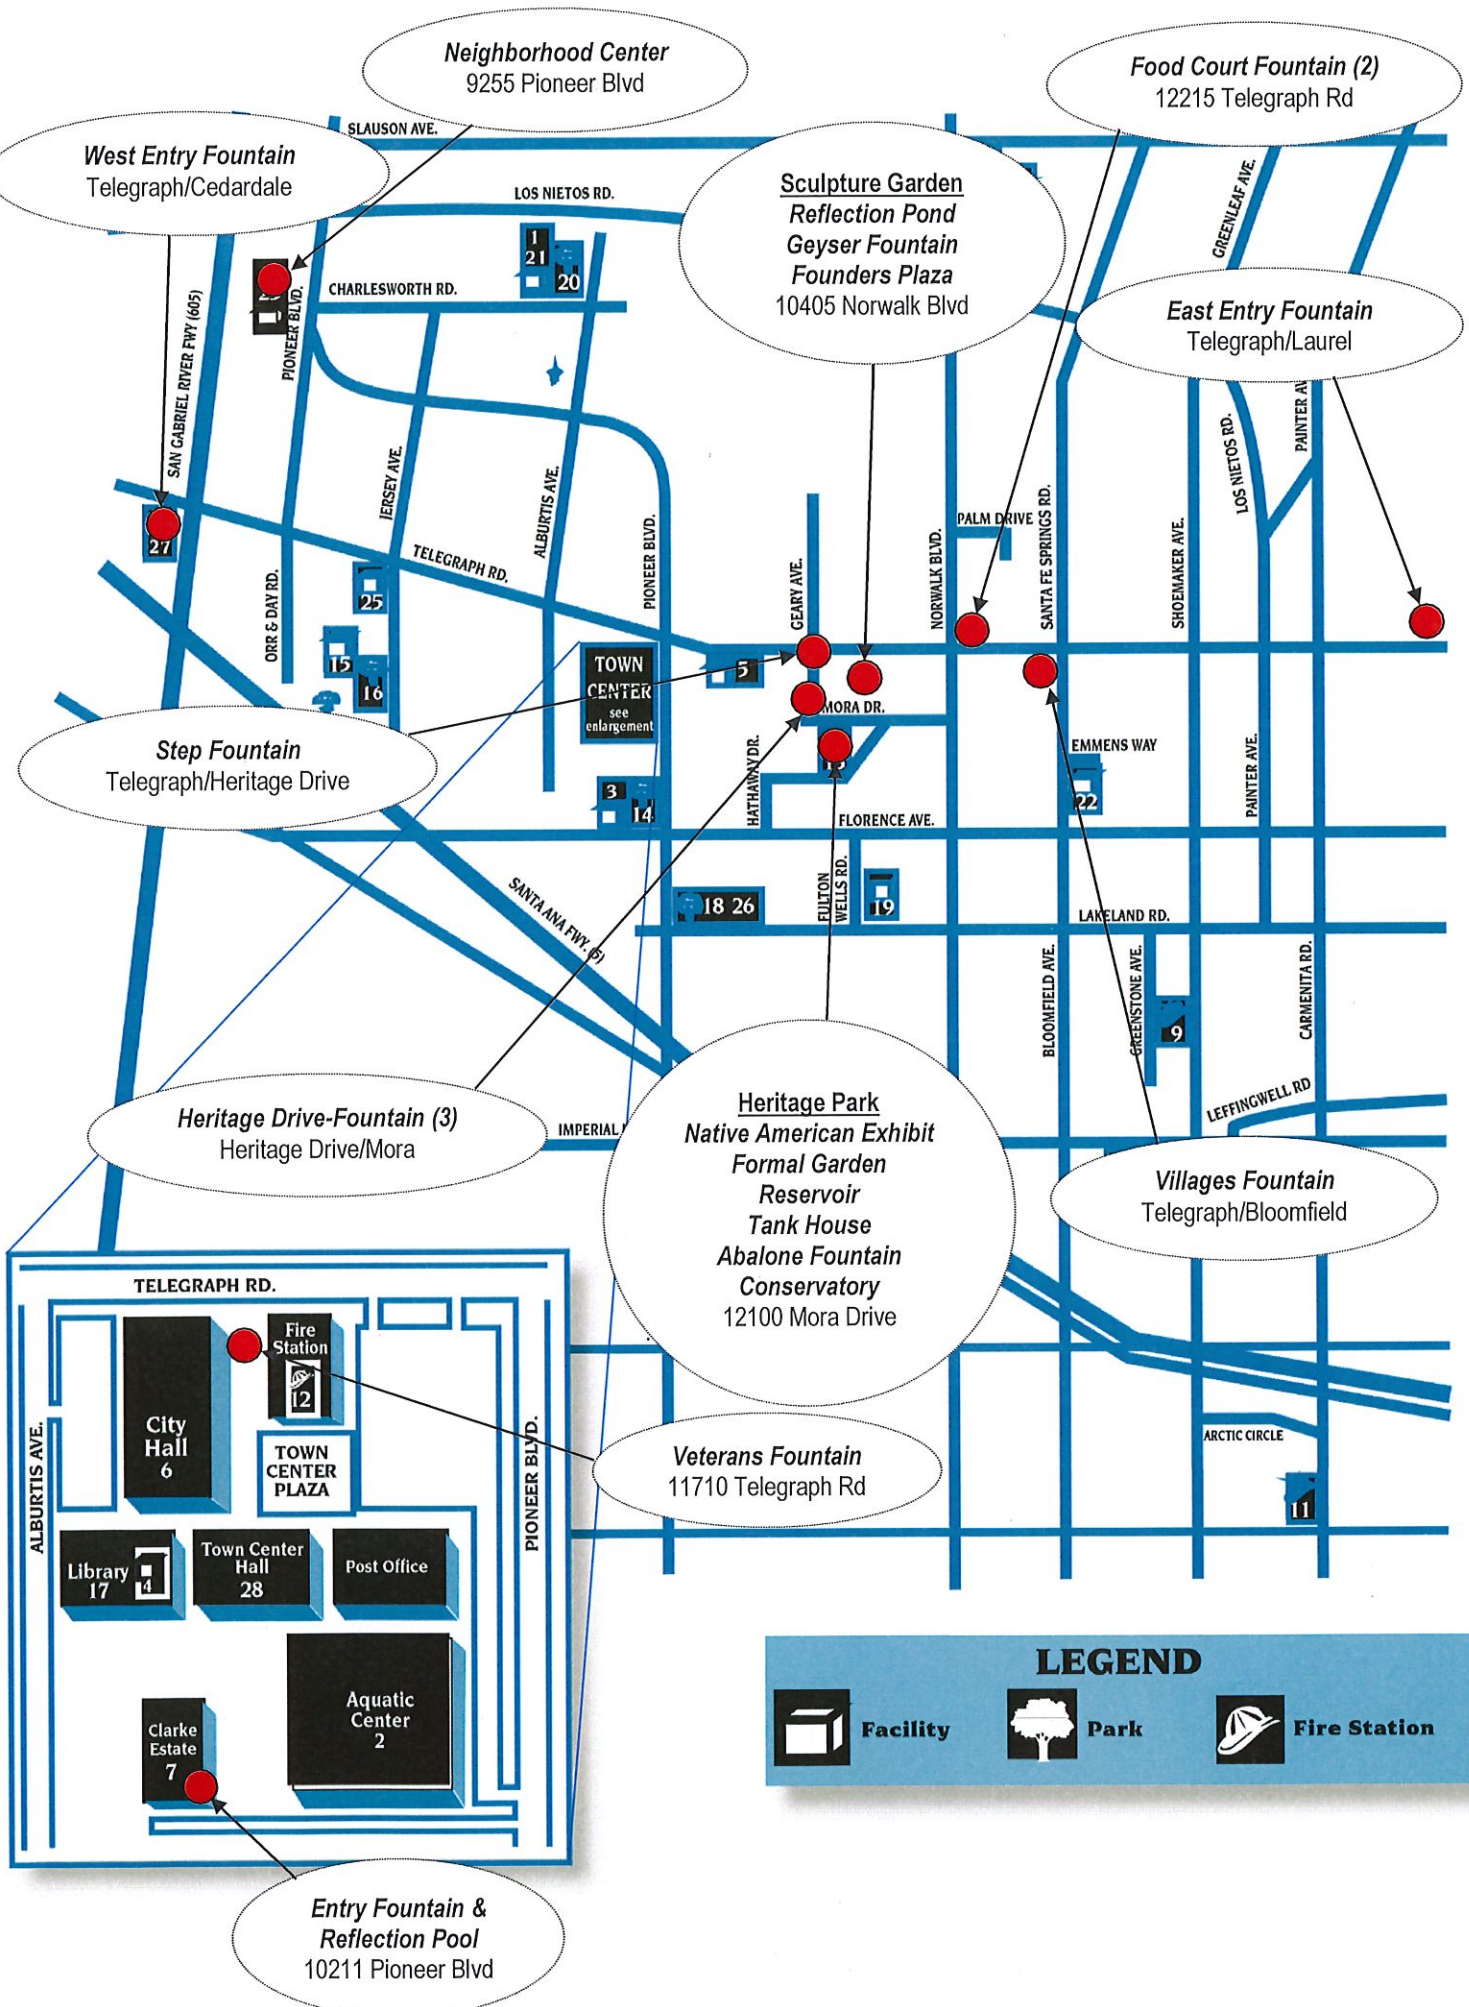 Neighborhood Center
9255 Pioneer Blvd
Food Court Fountain (2)
12215 Telegraph Rd
SLAUSON AVE.
West Entry Fountain
Telegraph/Cedardale
Sculpture Garden
Reflection Pond
Geyser Fountain
Founders Plaza
10405 Norwalk Blvd
LOS NIETOS RD.
GREENLEAF AVE.
1
21
20
CHARLESWORTH RD.
PIONEER BLVD.
SAN GABRIEL RIVER FWY (605)
East Entry Fountain
Telegraph/Laurel
JERSEY AVE.
ALBURTIS AVE.
PIONEER BLVD.
LOS NIETOS RD.
PAINTER AV
27
TELEGRAPH RD.
ORR & DAY RD.
25
15
16
GEARY AVE.
NORWALK BLVD.
PALM DRIVE
SANTA FE SPRINGS RD.
SHOEMAKER AVE.
TOWN
CENTER
see
enlargement
5
MORA DR.
Step Fountain
Telegraph/Heritage Drive
HATHAWAY DR.
EMMENS WAY
22
PAINTER AVE.
3
14
FLORENCE AVE.
SANTA ANA FWY. (5)
18 26
FULTON
WELLS RD.
19
LAKELAND RD.
BLOOMFIELD AVE.
GREENSTONE AVE.
9
CARMENITA RD.
LEFFINGWELL RD
Heritage Drive-Fountain (3)
Heritage Drive/Mora
IMPERIAL
Heritage Park
Native American Exhibit
Formal Garden
Reservoir
Tank House
Abalone Fountain
Conservatory
12100 Mora Drive
Villages Fountain
Telegraph/Bloomfield
TELEGRAPH RD.
Fire
Station
12
City
Hall
6
TOWN
CENTER
PLAZA
ALBURTIS AVE.
PIONEER BLVD.
Veterans Fountain
11710 Telegraph Rd
ARCTIC CIRCLE
11
Library
17
4
Town Center
Hall
28
Post Office
Aquatic
Center
2
Clarke
Estate
7
LEGEND
Facility
Park
Fire Station
Entry Fountain &
Reflection Pool
10211 Pioneer Blvd